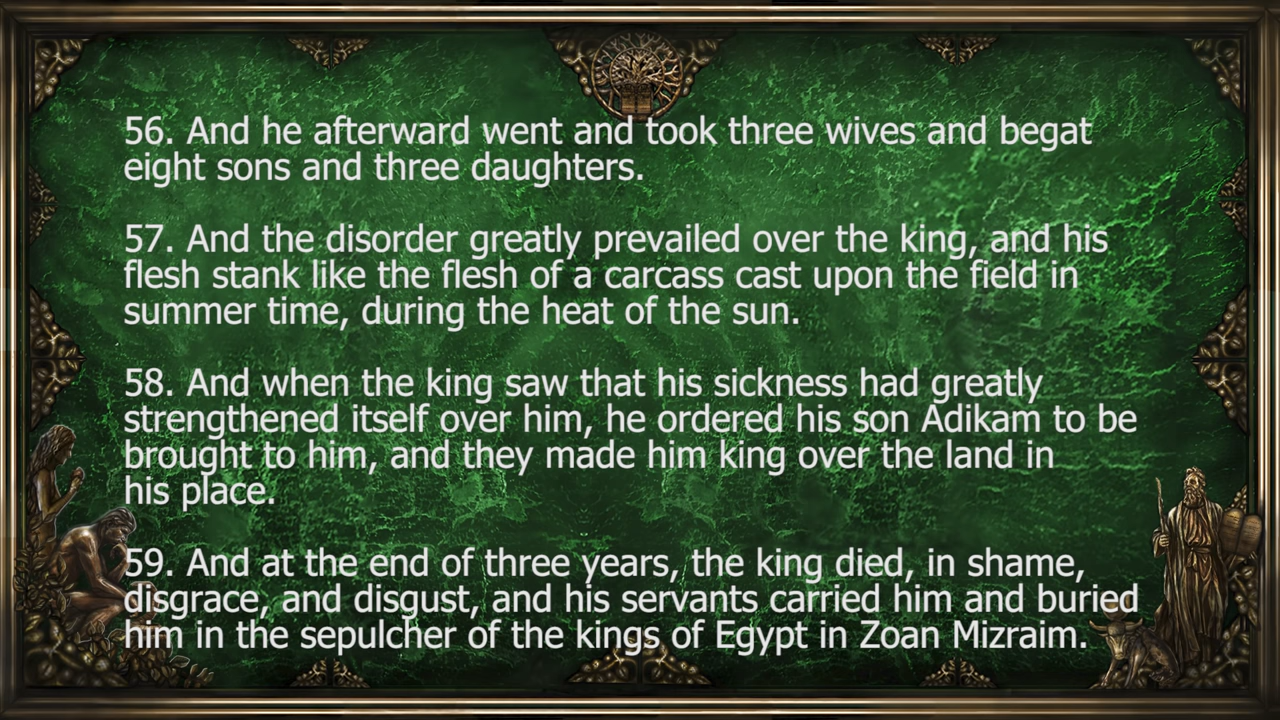 56. And he afterward went and took three wives and begat
eight sons and three daughters.
57. And the disorder greatly prevailed over the king, and his
flesh stank like the flesh of a carcass cast upon the field in
summer time, during the heat of the sun.
58. And when the king saw that his sickness had greatly
strengthened itself over him, he ordered his son Adikam to be
brought to him, and they made him king over the land in
his place.
59. And at the end of three years, the king died, in shame,
disgrace, and disgust, and his servants carried him and buried
him in the sepulcher of the kings of Egypt in Zoan Mizraim.